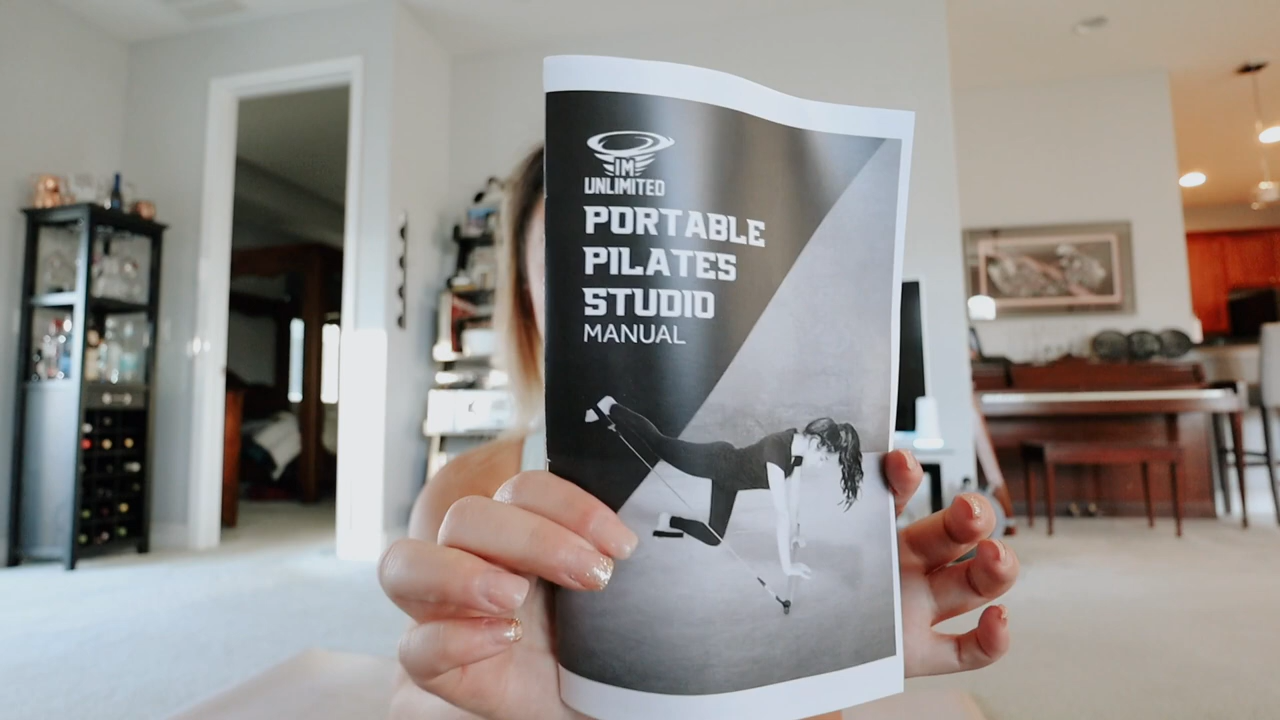 IM
UNLIMITED
PORTABLE
PILATES
STUDIO
MANUAL